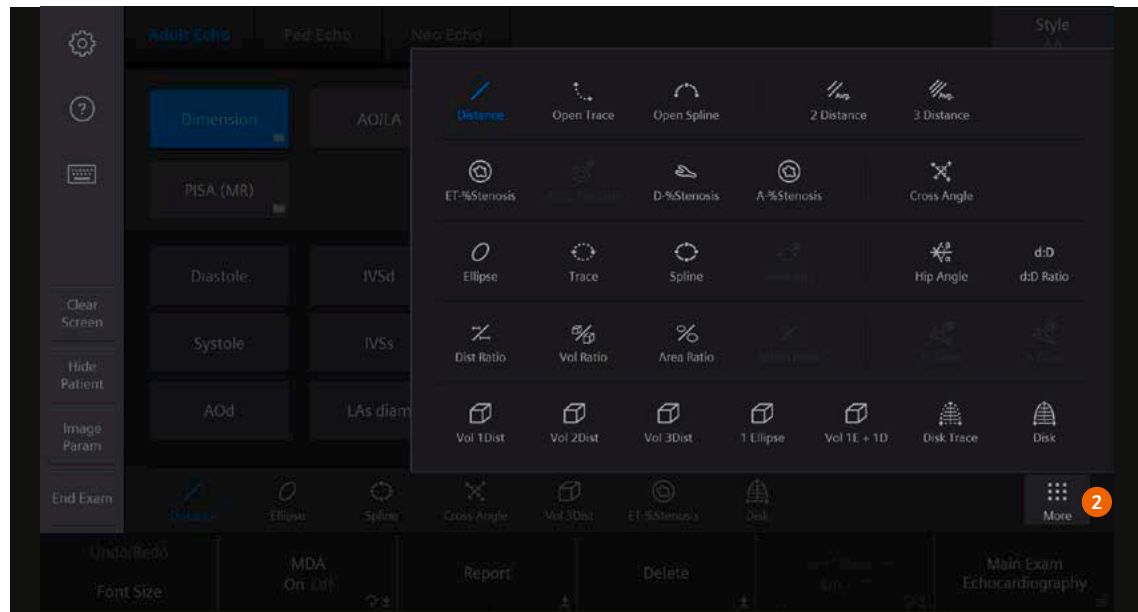 Adult Echo Ped Echo Neo Echo
Style
AA
Distance Open Trace Open Spline 2 Distance 3 Distance
Dimension AO/LA
ET-%Stenosis D-%Stenosis A-%Stenosis Cross Angle
PISA (MR)
Ellipse Trace Spline Hip Angle d:D
d:D Ratio
Diastole IVSd
Clear
Screen
Dist Ratio Vol Ratio Area Ratio
Systole IVSs
Hide
Patient
AOd LAs diam
Image
Param
Vol 1Dist Vol 2Dist Vol 3Dist 1 Ellipse Vol 1E + 1D Disk Trace Disk
End Exam
Distance Ellipse Spline Cross Angle Vol 3Dist ET-%Stenosis Disk
More 2
Undo/Redo
Font Size
MDA
On Off
Report
Delete
Main Exam
Echocardiography